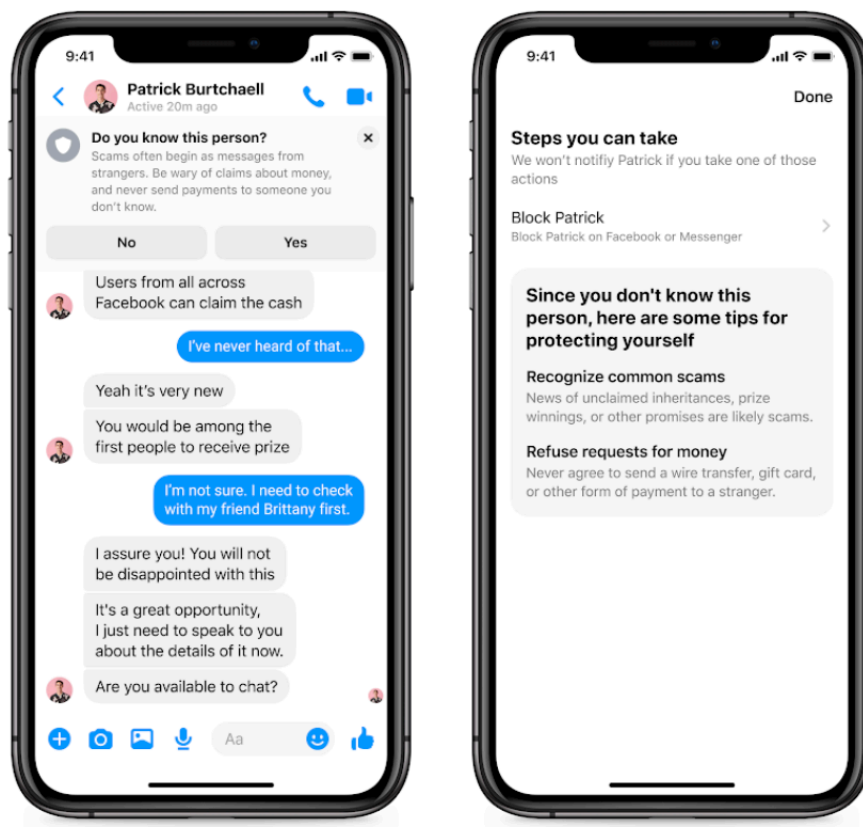 9:41
Patrick Burtchaell
Active 20m ago
Do you know this person?
Scams often begin as messages from
strangers. Be wary of claims about money,
and never send payments to someone you
don't know.
No
Yes
Users from all across
Facebook can claim the cash
I've never heard of that...
Yeah it's very new
You would be among the
first people to receive prize
I'm not sure. I need to check
with my friend Brittany first.
I assure you! You will not
be disappointed with this
It's a great opportunity,
I just need to speak to you
about the details of it now.
Are you available to chat?
Aa
9:41
Done
Steps you can take
We won't notifiy Patrick if you take one of those
actions
Block Patrick
Block Patrick on Facebook or Messenger
Since you don't know this
person, here are some tips for
protecting yourself
Recognize common scams
News of unclaimed inheritances, prize
winnings, or other promises are likely scams.
Refuse requests for money
Never agree to send a wire transfer, gift card,
or other form of payment to a stranger.